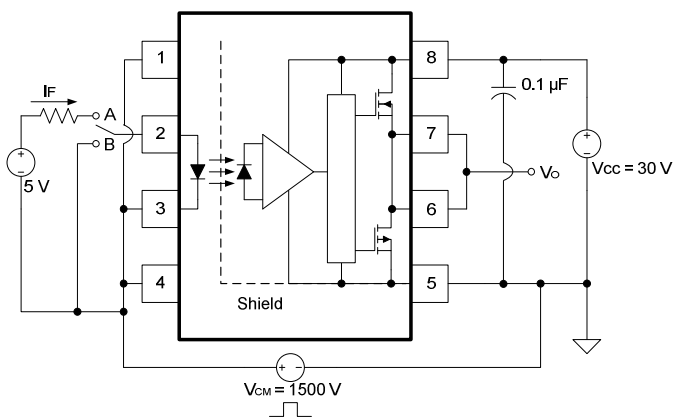 1
8
IF
0.1 µF
A
2
7
B
+
–
5 V
VO
+
–
VCC = 30 V
3
6
4
5
Shield
+ –
VCM = 1500 V